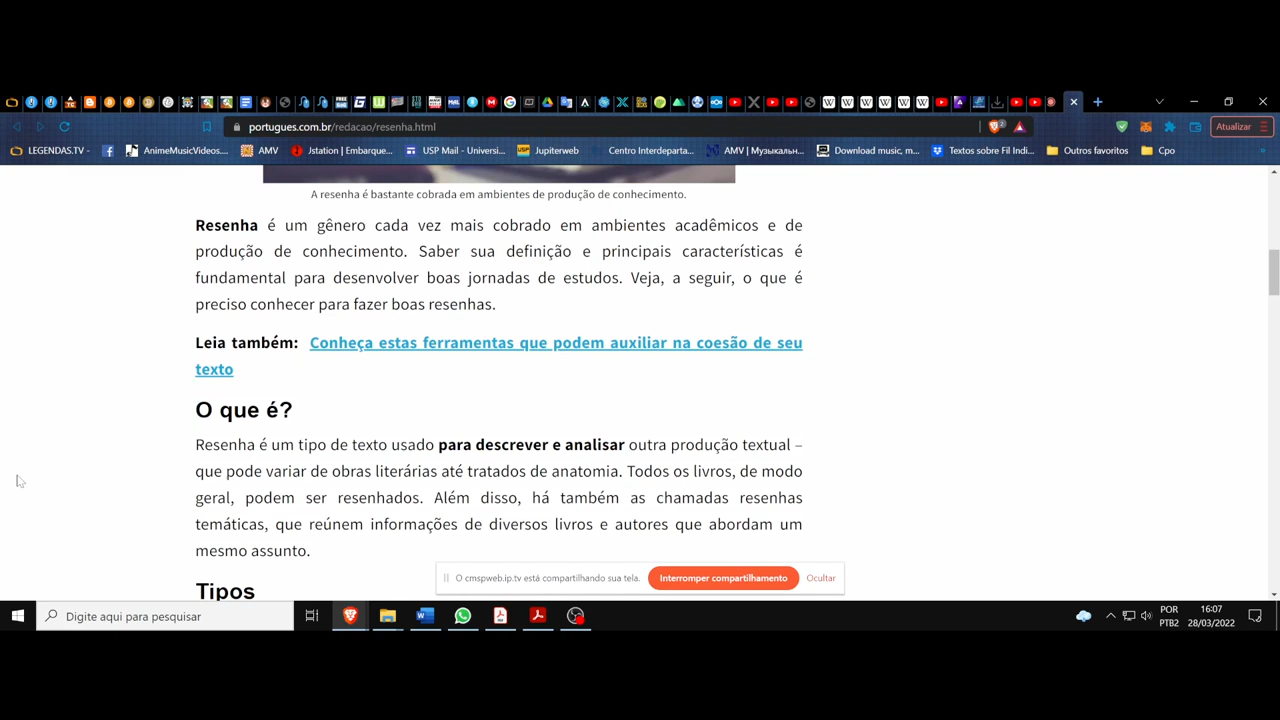 portugues.com.br/redacao/resenha.html
2
Atualizar
LEGENDAS.TV -
AnimeMusicVideos...
AMV
Jstation | Embarque...
USP Mail - Universi...
Jupiterweb
Centro Interdeparta...
AMV | Музыкальн...
Download music, m...
Textos sobre Fil Indi...
Outros favoritos
Cpo
A resenha é bastante cobrada em ambientes de produção de conhecimento.
Resenha é um gênero cada vez mais cobrado em ambientes acadêmicos e de
produção de conhecimento. Saber sua definição e principais características é
fundamental para desenvolver boas jornadas de estudos. Veja, a seguir, o que é
preciso conhecer para fazer boas resenhas.
Leia também: Conheça estas ferramentas que podem auxiliar na coesão de seu
texto
O que é?
Resenha é um tipo de texto usado para descrever e analisar outra produção textual –
que pode variar de obras literárias até tratados de anatomia. Todos os livros, de modo
geral, podem ser resenhados. Além disso, há também as chamadas resenhas
temáticas, que reúnem informações de diversos livros e autores que abordam um
mesmo assunto.
O cmspweb.ip.tv está compartilhando sua tela.
Interromper compartilhamento
Ocultar
Tipos
Digite aqui para pesquisar
POR
PTB2
16:07
28/03/2022